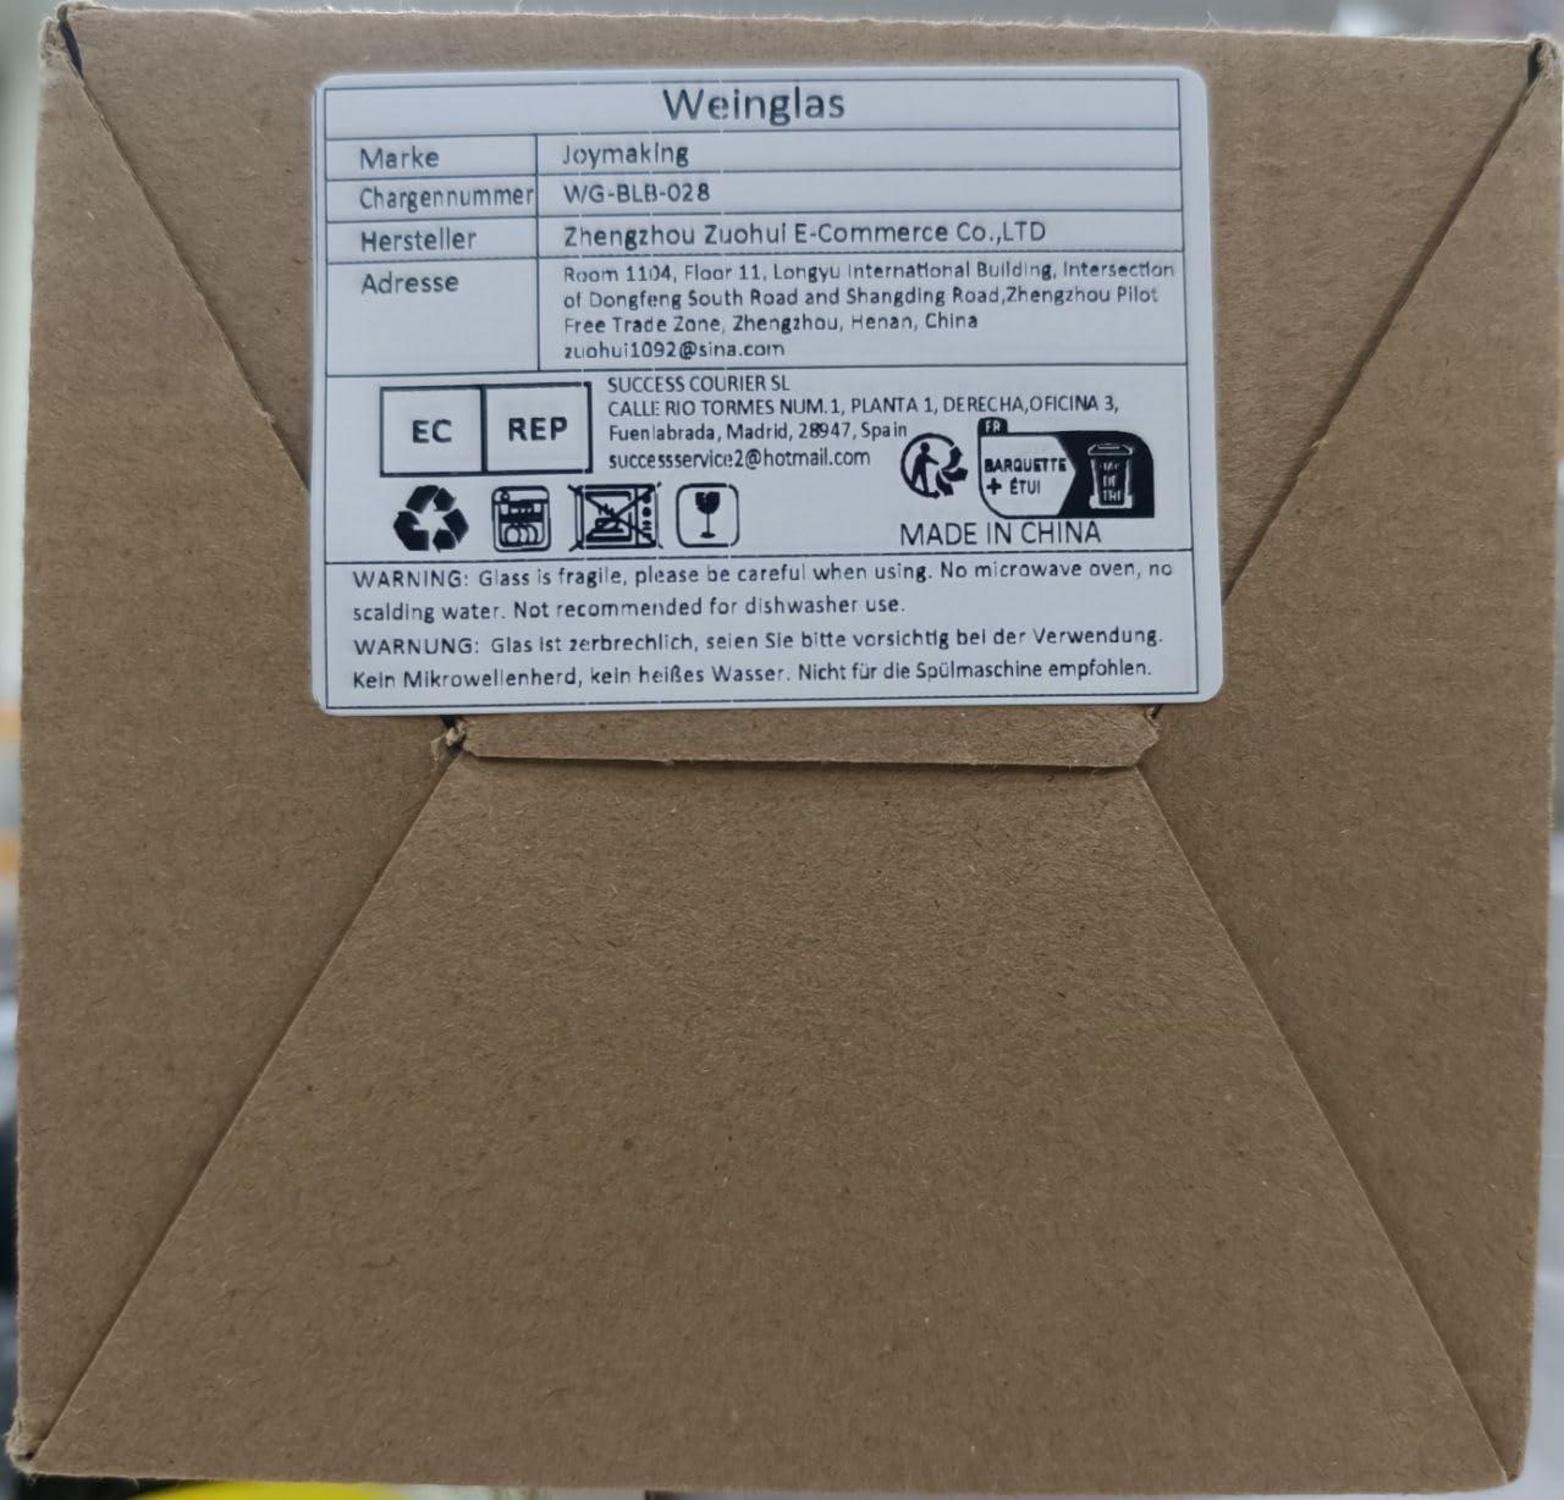 Weinglas
Marke Joymaking
Chargennummer WG-BLB-028
Hersteller Zhengzhou Zuohui E-Commerce Co.,LTD
Adresse Room 1104, Floor 11, Longyu International Building, Intersection
of Dongfeng South Road and Shangding Road,Zhengzhou Pilot
Free Trade Zone, Zhengzhou, Henan, China
zuohui1092@sina.com
EC REP
SUCCESS COURIER SL
CALLE RIO TORMES NUM.1, PLANTA 1, DERECHA,OFICINA 3,
Fuenlabrada, Madrid, 28947, Spain
successservice2@hotmail.com
FR
BARQUETTE
+ ÉTUI
BAC
DE
TRI
MADE IN CHINA
WARNING: Glass is fragile, please be careful when using. No microwave oven, no
scalding water. Not recommended for dishwasher use.
WARNUNG: Glas ist zerbrechlich, seien Sie bitte vorsichtig bei der Verwendung.
Kein Mikrowellenherd, kein heißes Wasser. Nicht für die Spülmaschine empfohlen.